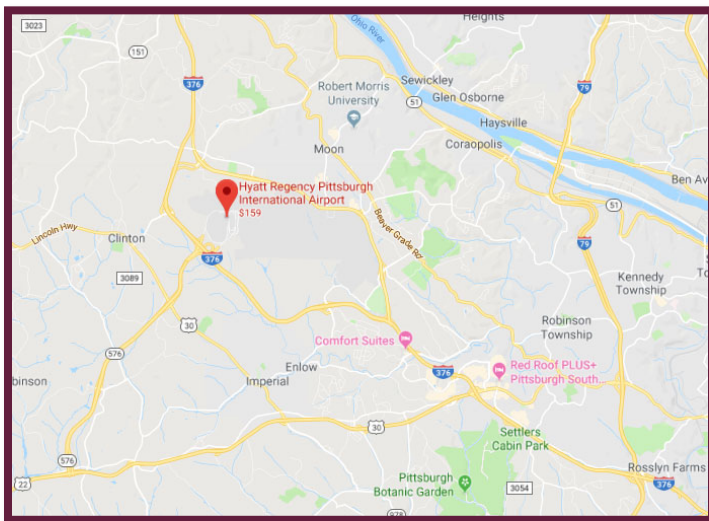 Heights
3023
Ohio River
151
376
79
Sewickley
Robert Morris
University
51
Glen Osborne
Haysville
Moon
Coraopolis
Ben Av
Hyatt Regency Pittsburgh
International Airport
$159
51
Beaver Grade Rd
Lincoln Hwy
Clinton
79
376
3089
Kennedy
Township
30
Robinson
Township
Comfort Suites
576
Enlow
376
Red Roof PLUS+
Pittsburgh South...
binson
Imperial
30
Settlers
Cabin Park
576
Rosslyn Farms
22
Pittsburgh
Botanic Garden
3054
376
978